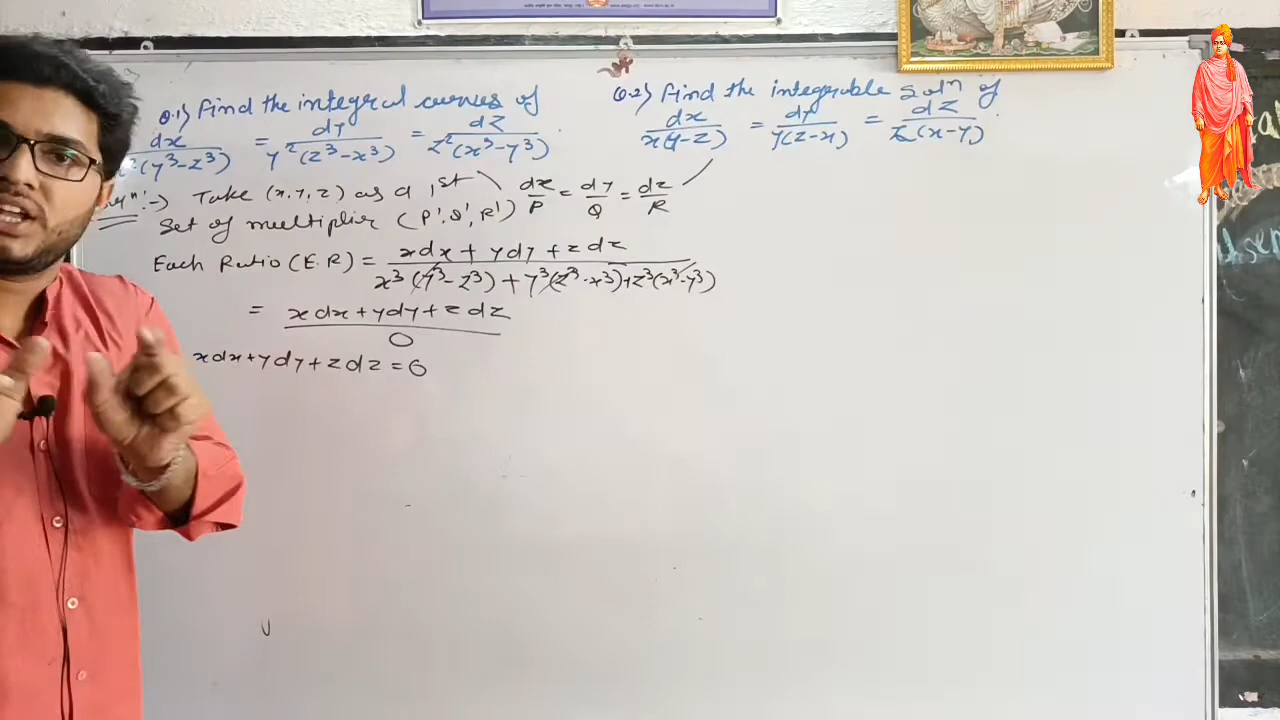 Q.1) Find the integral curves of
dx / x²(y³-z³) = dy / y²(z³-x³) = dz / z²(x³-y³)
Take (x,y,z) as a 1st
set of multiplier (P',Q',R')
dx/P = dy/Q = dz/R
Each Ratio (E.R) = xdx + ydy + zdz / x³(y³-z³) + y³(z³-x³) + z³(x³-y³)
= xdx + ydy + zdz / 0
xdx + ydy + zdz = 0
Q.2) Find the integrable solⁿ of
dx / x(y-z) = dy / y(z-x) = dz / z(x-y)